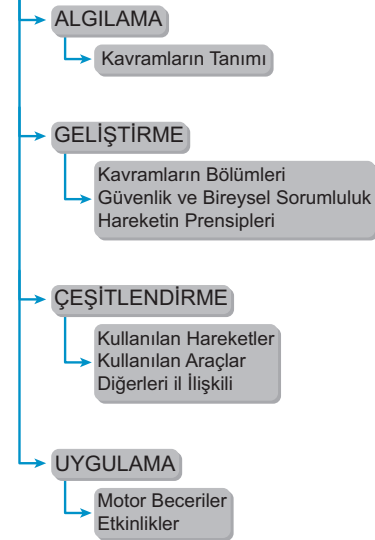 ALGILAMA
Kavramların Tanımı
GELİŞTİRME
Kavramların Bölümleri
Güvenlik ve Bireysel Sorumluluk
Hareketin Prensipleri
ÇEŞİTLENDİRME
Kullanılan Hareketler
Kullanılan Araçlar
Diğerleri il İlişkili
UYGULAMA
Motor Beceriler
Etkinlikler